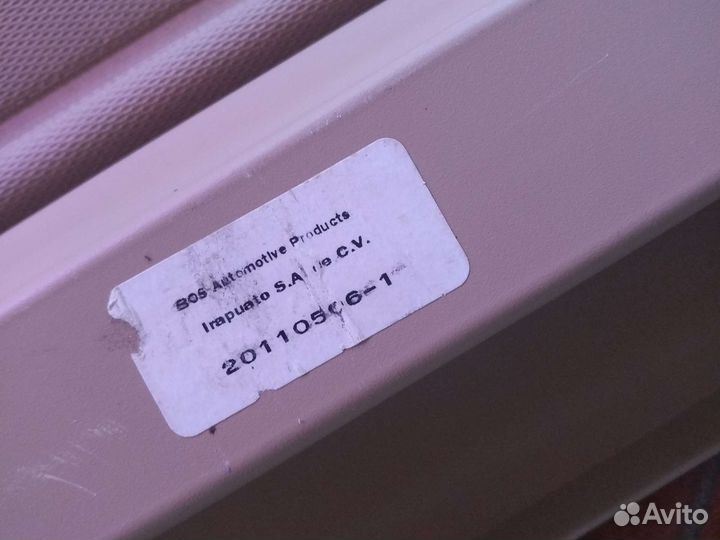 BOS Automotive Products
Irapuato S.A. de C.V.
20110506-1
Avito